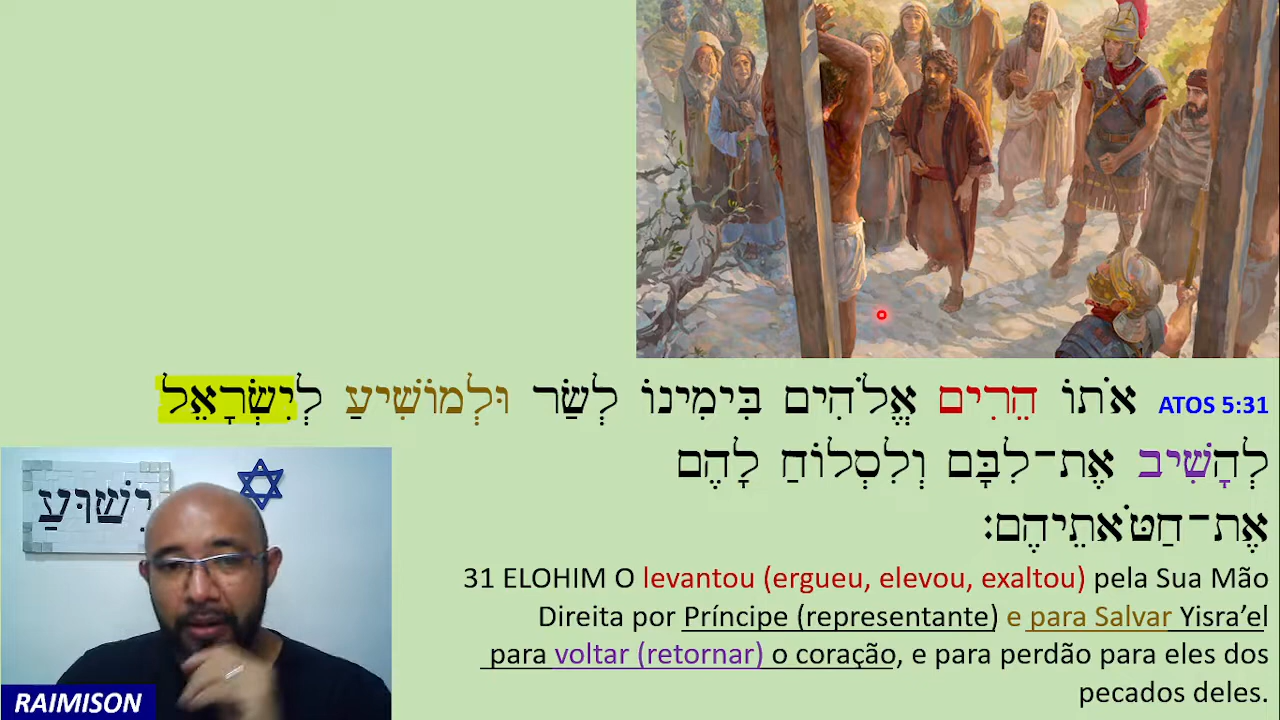 ATOS 5:31 אֹתוֹ הֵרִים אֱלֹהִים בִּימִינוֹ לְשַׂר וּלְמוֹשִׁיעַ לְיִשְׂרָאֵל
לְהָשִׁיב אֶת־לִבָּם וְלִסְלוֹחַ לָהֶם
אֶת־חַטֹּאתֵיהֶם׃
31 ELOHIM O levantou (ergueu, elevou, exaltou) pela Sua Mão
Direita por Príncipe (representante) e para Salvar Yisra’el
para voltar (retornar) o coração, e para perdão para eles dos
pecados deles.
יֵשׁוּעַ
RAIMISON